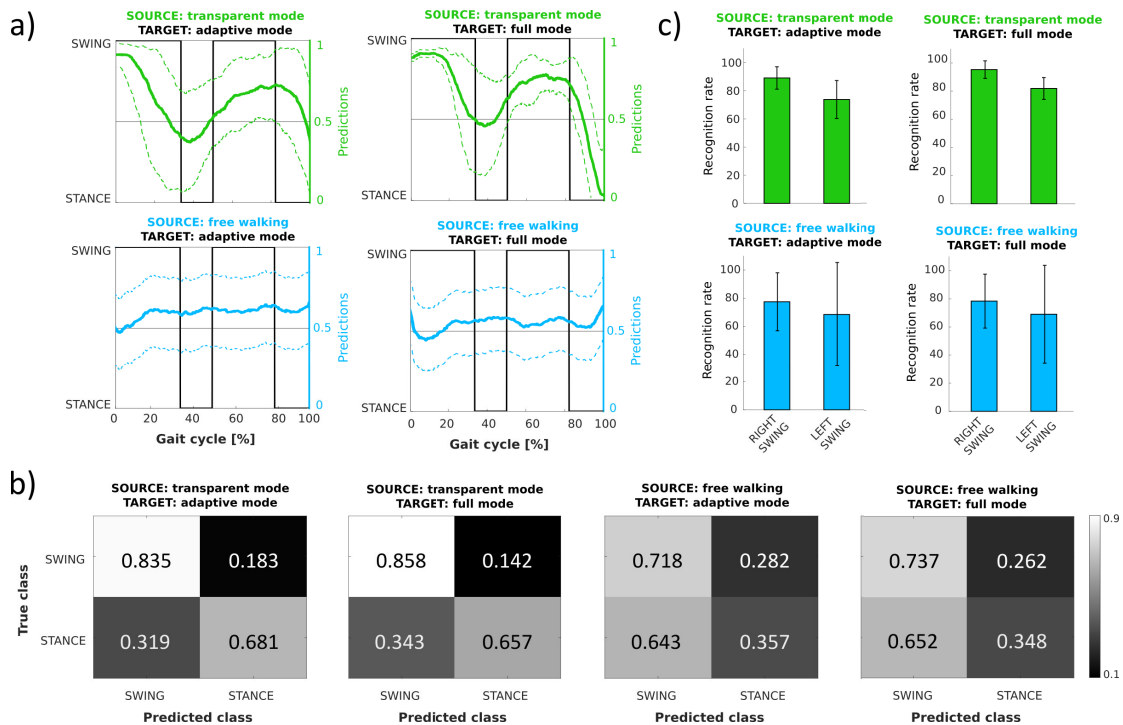 a)
SOURCE: transparent mode
TARGET: adaptive mode
SWING
STANCE
1
0.5
0
Predictions
SOURCE: transparent mode
TARGET: full mode
SWING
STANCE
1
0.5
0
Predictions
SOURCE: free walking
TARGET: adaptive mode
SWING
STANCE
1
0.5
0
Predictions
0 20 40 60 80 100
Gait cycle [%]
SOURCE: free walking
TARGET: full mode
SWING
STANCE
1
0.5
0
Predictions
0 20 40 60 80 100
Gait cycle [%]
c)
SOURCE: transparent mode
TARGET: adaptive mode
Recognition rate
100
80
60
40
20
0
SOURCE: transparent mode
TARGET: full mode
Recognition rate
100
80
60
40
20
0
SOURCE: free walking
TARGET: adaptive mode
Recognition rate
100
80
60
40
20
0
RIGHT
SWING
LEFT
SWING
SOURCE: free walking
TARGET: full mode
Recognition rate
100
80
60
40
20
0
RIGHT
SWING
LEFT
SWING
b)
True class
SWING
STANCE
SOURCE: transparent mode
TARGET: adaptive mode
0.835 0.183
0.319 0.681
SWING STANCE
Predicted class
SOURCE: transparent mode
TARGET: full mode
0.858 0.142
0.343 0.657
SWING STANCE
Predicted class
SOURCE: free walking
TARGET: adaptive mode
0.718 0.282
0.643 0.357
SWING STANCE
Predicted class
SOURCE: free walking
TARGET: full mode
0.737 0.262
0.652 0.348
SWING STANCE
Predicted class
0.9
0.1